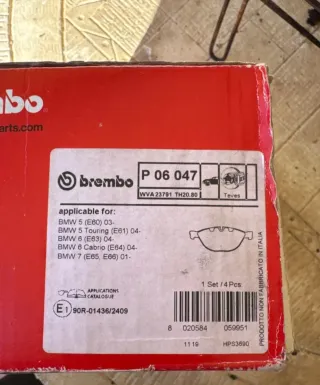 mbo
arts.com
brembo
P 06 047
WVA 23791 TH20.80
Teves
applicable for:
BMW 5 (E60) 03-
BMW 5 Touring (E61) 04-
BMW 6 (E63) 04-
BMW 6 Cabrio (E64) 04-
BMW 7 (E65, E66) 01-
1 Set / 4 Pcs
APPLICATIONS
CATALOGUE
E1 90R-01436/2409
8 020584 059951
1119 HPS3690
PRODOTTO NON FABBRICATO IN ITALIA